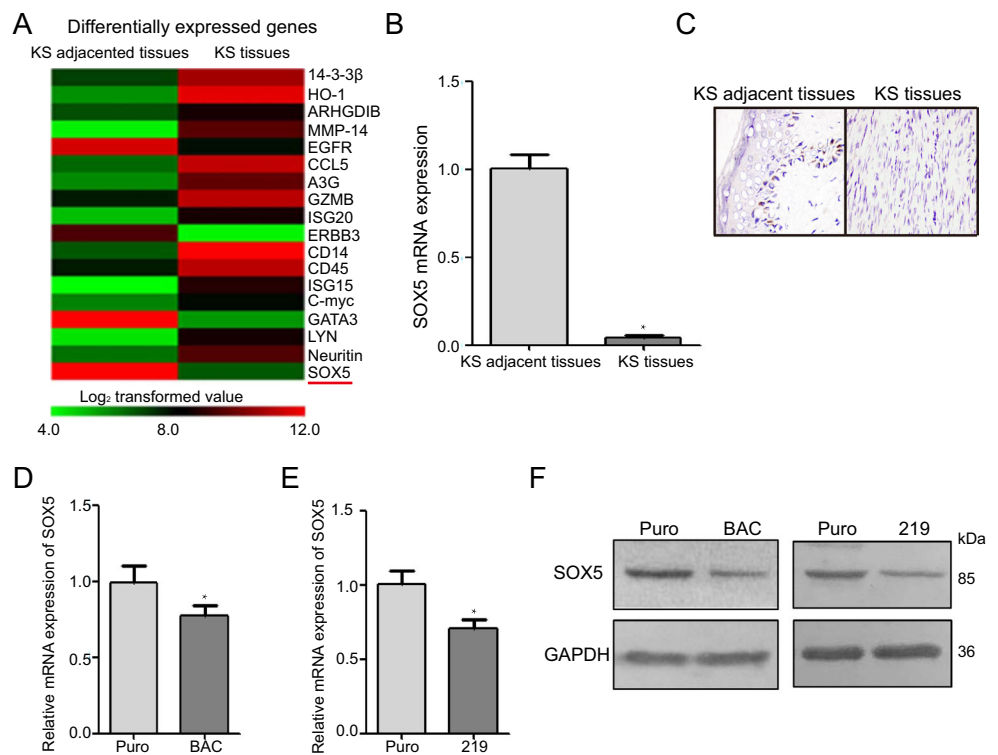 A
Differentially expressed genes
KS adjacented tissues KS tissues
14-3-3β
HO-1
ARHGDIB
MMP-14
EGFR
CCL5
A3G
GZMB
ISG20
ERBB3
CD14
CD45
ISG15
C-myc
GATA3
LYN
Neuritin
SOX5
Log₂ transformed value
4.0 8.0 12.0
B
SOX5 mRNA expression
1.5
1.0
0.5
0.0
*
KS adjacent tissues KS tissues
C
KS adjacent tissues KS tissues
D
Relative mRNA expression of SOX5
1.5
1.0
0.5
0.0
*
Puro BAC
E
Relative mRNA expression of SOX5
1.5
1.0
0.5
0.0
*
Puro 219
F
Puro BAC Puro 219
kDa
SOX5 85
GAPDH 36